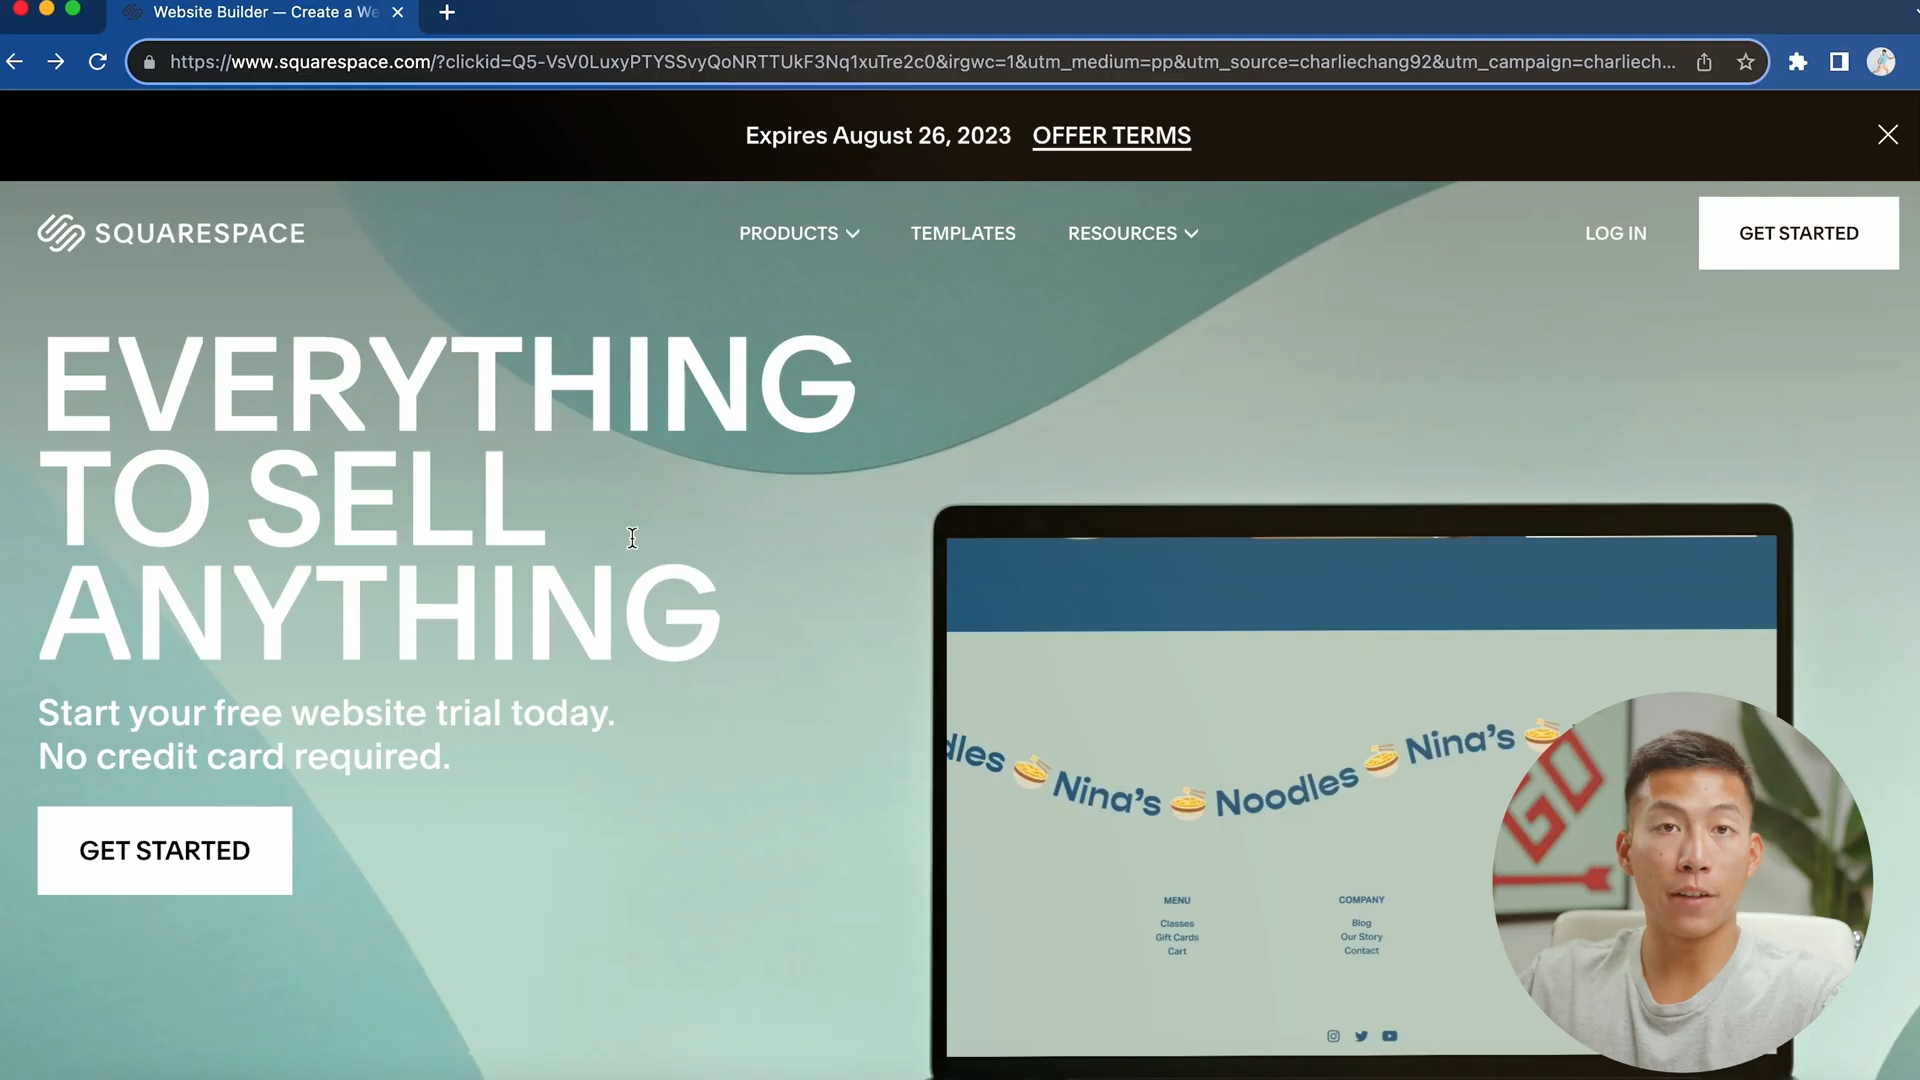 Website Builder — Create a We
https://www.squarespace.com/?clickid=Q5-VsV0LuxyPTYSSvyQoNRTTUkF3Nq1xuTre2c0&irgwc=1&utm_medium=pp&utm_source=charliechang92&utm_campaign=charliech...
Expires August 26, 2023 OFFER TERMS
SQUARESPACE
PRODUCTS TEMPLATES RESOURCES
LOG IN GET STARTED
EVERYTHING
TO SELL
ANYTHING
Start your free website trial today.
No credit card required.
GET STARTED
dles Nina's Noodles Nina's
MENU
Classes
Gift Cards
Cart
COMPANY
Blog
Our Story
Contact
GO